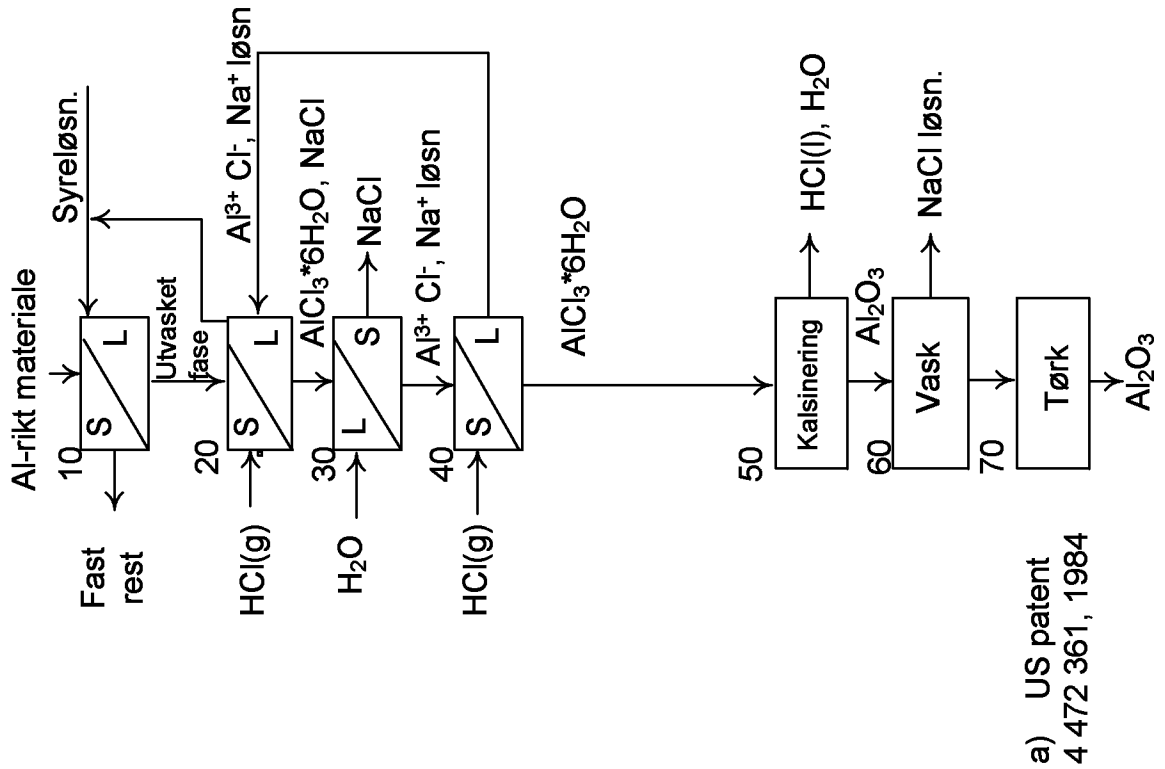 Al-rikt materiale
Syreløsn.
10
S
L
Fast
rest
Utvasket
fase
20
S
L
HCl(g)
Al³⁺ Cl⁻, Na⁺ løsn
AlCl₃*6H₂O, NaCl
30
L
S
H₂O
NaCl
Al³⁺ Cl⁻, Na⁺ løsn
40
S
L
HCl(g)
AlCl₃*6H₂O
50
Kalsinering
HCl(l), H₂O
Al₂O₃
60
Vask
NaCl løsn.
70
Tørk
Al₂O₃
a) US patent
4 472 361, 1984